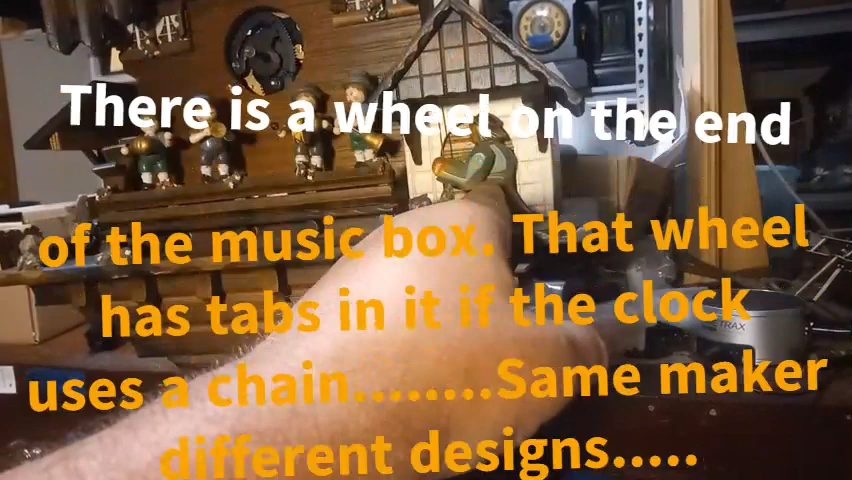 There is a wheel on the end
of the music box. That wheel
has tabs in it if the clock
uses a chain........Same maker
different designs.....